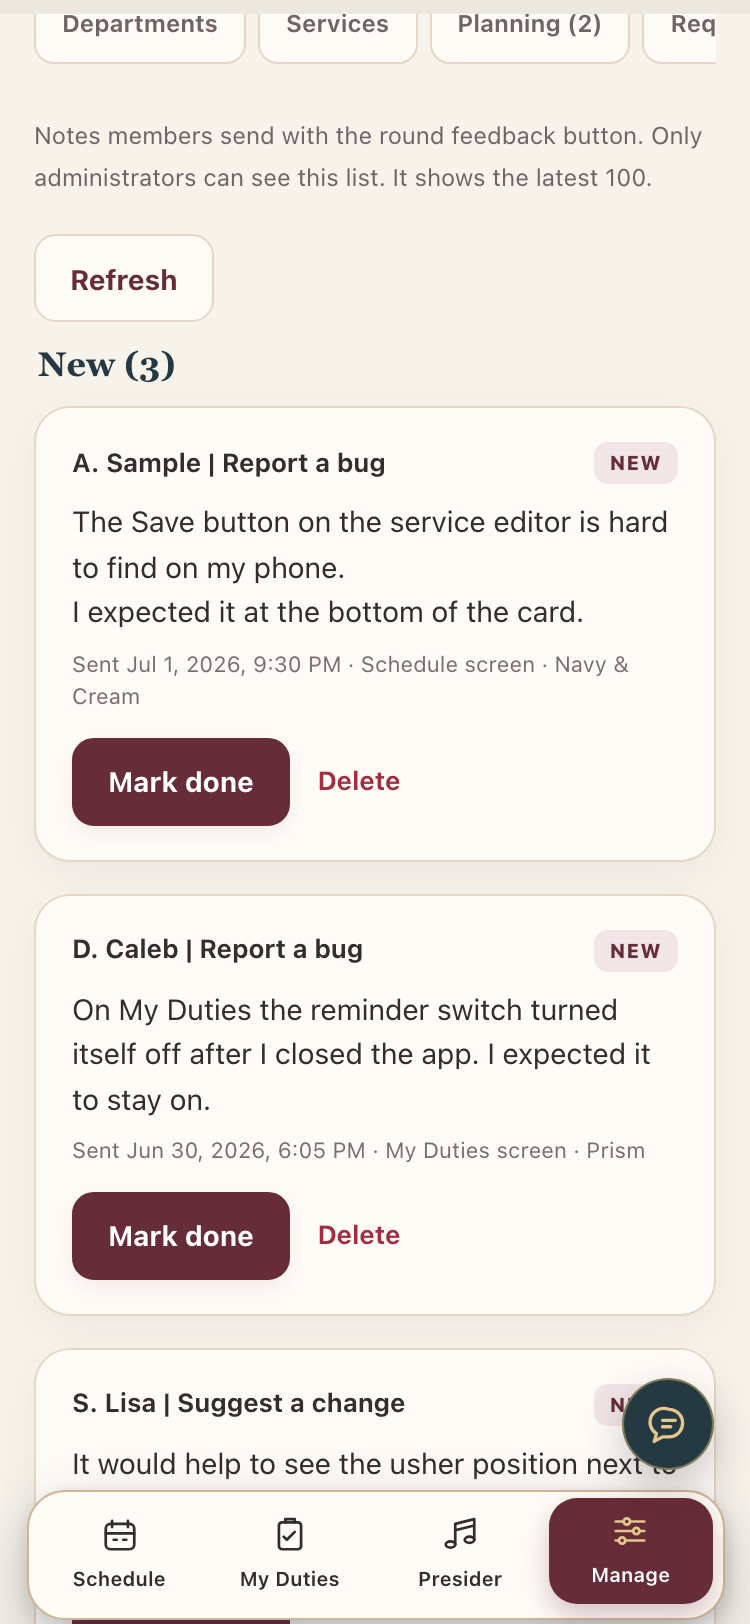 Departments
Services
Planning (2)
Req
Notes members send with the round feedback button. Only
administrators can see this list. It shows the latest 100.
Refresh
New (3)
A. Sample | Report a bug
NEW
The Save button on the service editor is hard
to find on my phone.
I expected it at the bottom of the card.
Sent Jul 1, 2026, 9:30 PM · Schedule screen · Navy &
Cream
Mark done
Delete
D. Caleb | Report a bug
NEW
On My Duties the reminder switch turned
itself off after I closed the app. I expected it
to stay on.
Sent Jun 30, 2026, 6:05 PM · My Duties screen · Prism
Mark done
Delete
S. Lisa | Suggest a change
It would help to see the usher position next to
Schedule
My Duties
Presider
Manage